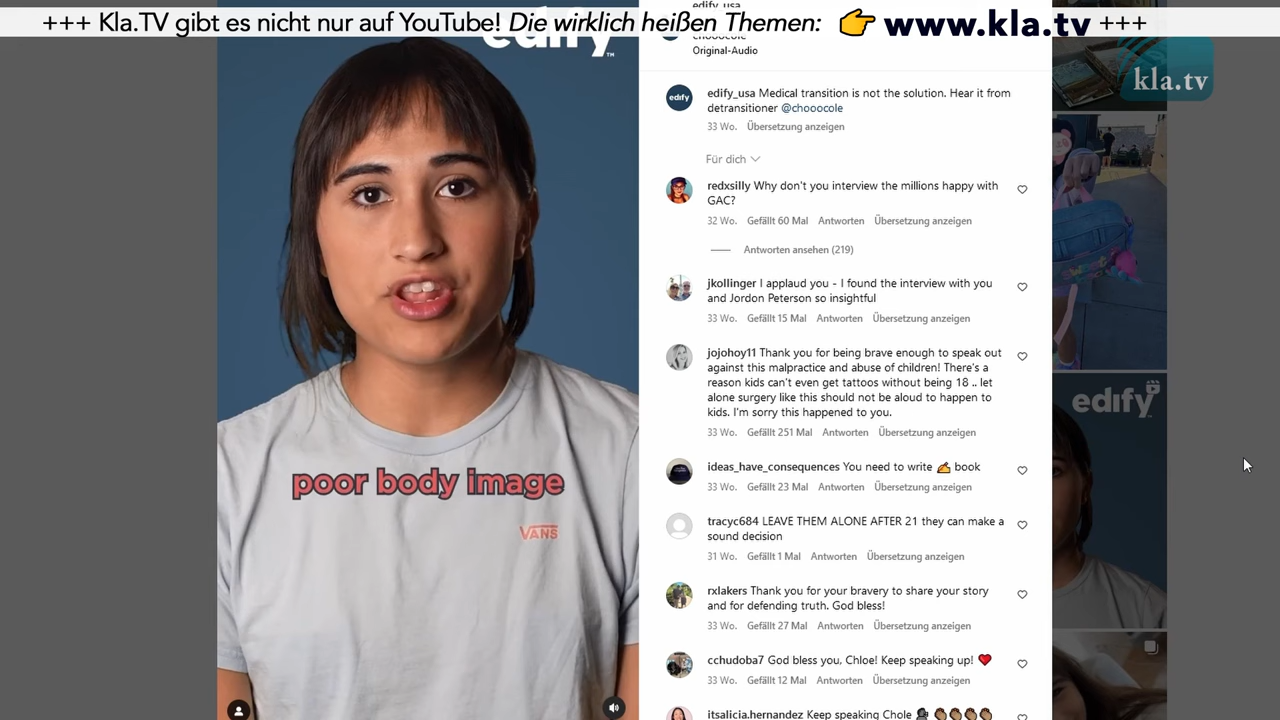 +++ Kla.TV gibt es nicht nur auf YouTube! Die wirklich heißen Themen: 👉 www.kla.tv +++
edify_usa
edify™
chooocole
Original-Audio
kla.tv
edify
edify_usa Medical transition is not the solution. Hear it from
detransitioner @chooocole
33 Wo. Übersetzung anzeigen
Für dich
redxsilly Why don't you interview the millions happy with
GAC?
32 Wo. Gefällt 60 Mal Antworten Übersetzung anzeigen
Antworten ansehen (219)
jkollinger I applaud you - I found the interview with you
and Jordon Peterson so insightful
33 Wo. Gefällt 15 Mal Antworten Übersetzung anzeigen
jojohoy11 Thank you for being brave enough to speak out
against this malpractice and abuse of children! There's a
reason kids can't even get tattoos without being 18 .. let
alone surgery like this should not be aloud to happen to
kids. I'm sorry this happened to you.
33 Wo. Gefällt 251 Mal Antworten Übersetzung anzeigen
edify
ideas_have_consequences You need to write ✍️ book
33 Wo. Gefällt 23 Mal Antworten Übersetzung anzeigen
poor body image
VANS
tracyc684 LEAVE THEM ALONE AFTER 21 they can make a
sound decision
31 Wo. Gefällt 1 Mal Antworten Übersetzung anzeigen
rxlakers Thank you for your bravery to share your story
and for defending truth. God bless!
33 Wo. Gefällt 27 Mal Antworten Übersetzung anzeigen
cchudoba7 God bless you, Chloe! Keep speaking up! ❤️
33 Wo. Gefällt 12 Mal Antworten Übersetzung anzeigen
itsalicia.hernandez Keep speaking Chole 🗣️ 👏🏾👏🏾👏🏾👏🏾